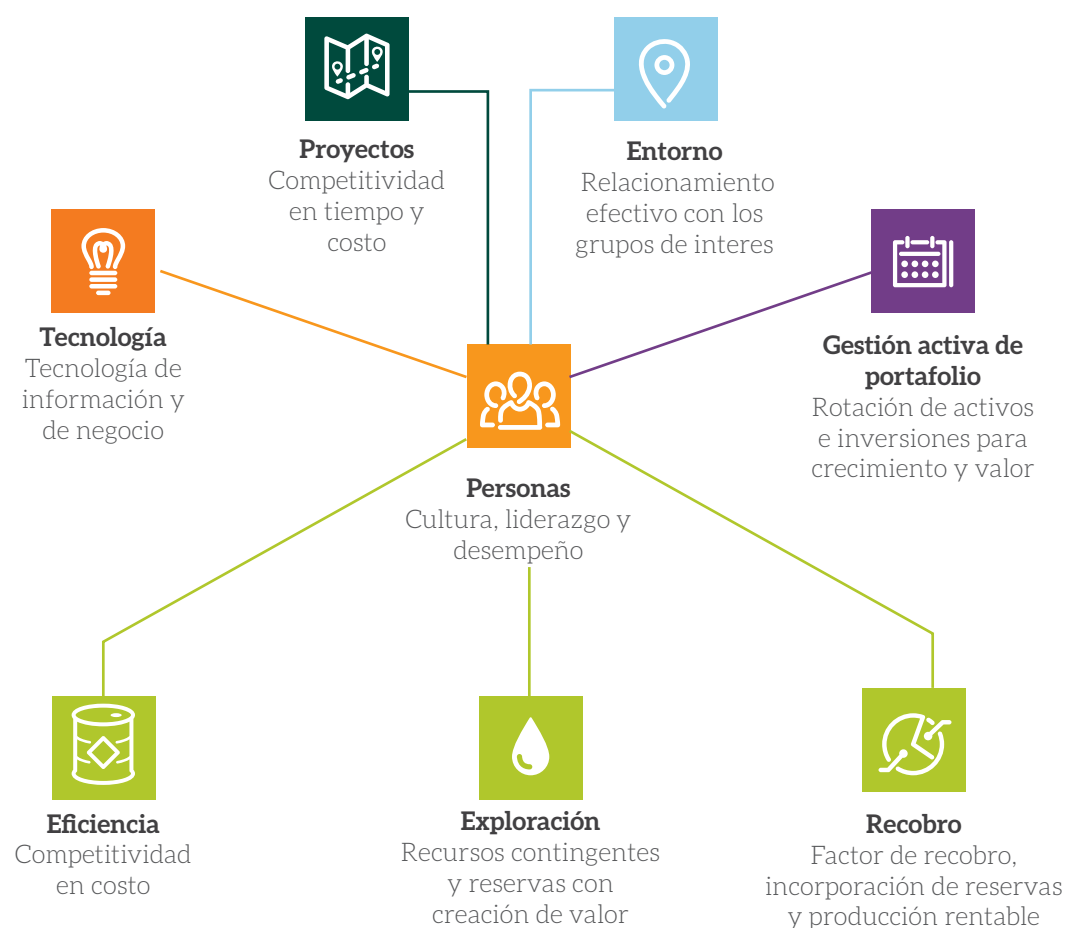 Proyectos
Competitividad
en tiempo y
costo
Entorno
Relacionamiento
efectivo con los
grupos de interes
Tecnología
Tecnología de
información y
de negocio
Gestión activa de
portafolio
Rotación de activos
e inversiones para
crecimiento y valor
Personas
Cultura, liderazgo y
desempeño
Eficiencia
Competitividad
en costo
Exploración
Recursos contingentes
y reservas con
creación de valor
Recobro
Factor de recobro,
incorporación de reservas
y producción rentable